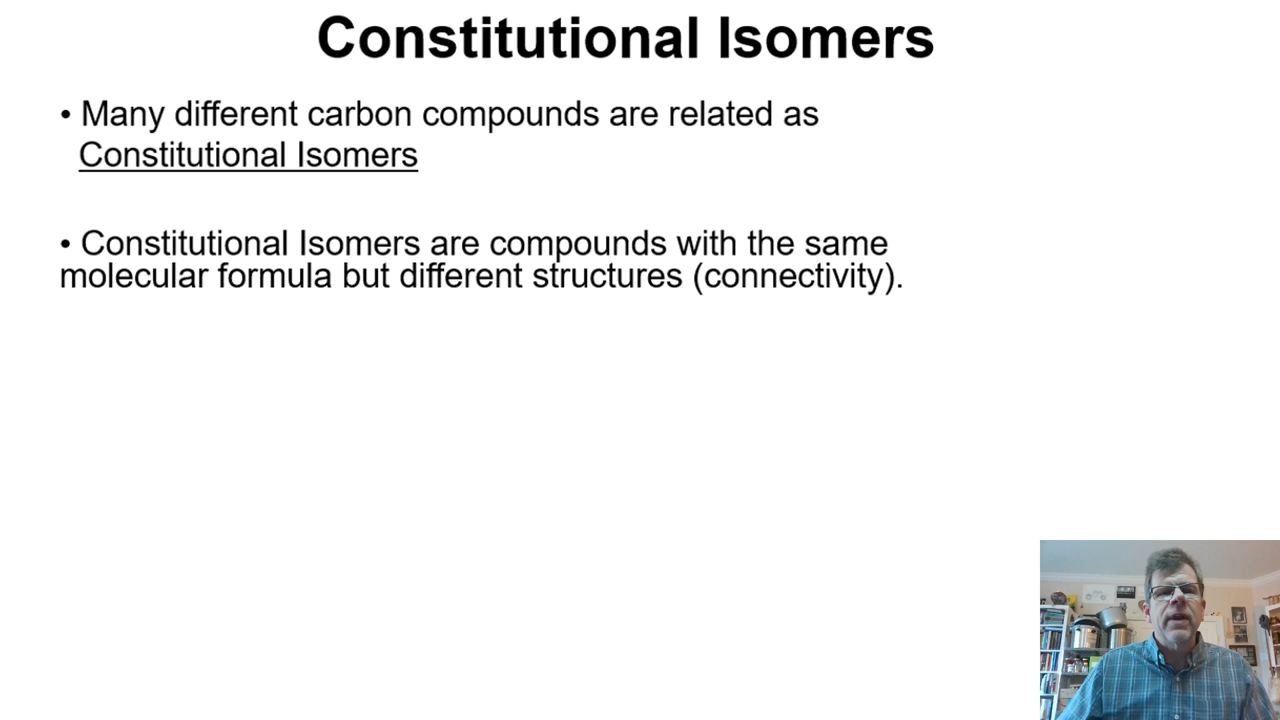 Constitutional Isomers
• Many different carbon compounds are related as
Constitutional Isomers
• Constitutional Isomers are compounds with the same
molecular formula but different structures (connectivity).